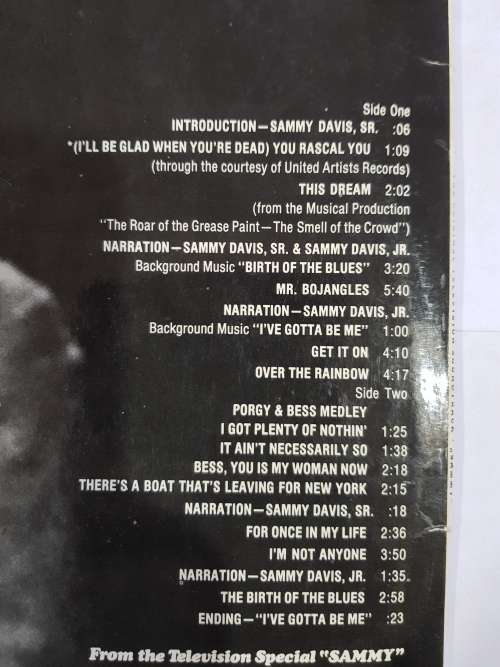 Side One
INTRODUCTION—SAMMY DAVIS, SR. :06
*(I'LL BE GLAD WHEN YOU'RE DEAD) YOU RASCAL YOU 1:09
(through the courtesy of United Artists Records)
THIS DREAM 2:02
(from the Musical Production
"The Roar of the Grease Paint—The Smell of the Crowd")
NARRATION—SAMMY DAVIS, SR. & SAMMY DAVIS, JR.
Background Music "BIRTH OF THE BLUES" 3:20
MR. BOJANGLES 5:40
NARRATION—SAMMY DAVIS, JR.
Background Music "I'VE GOTTA BE ME" 1:00
GET IT ON 4:10
OVER THE RAINBOW 4:17
Side Two
PORGY & BESS MEDLEY
I GOT PLENTY OF NOTHIN' 1:25
IT AIN'T NECESSARILY SO 1:38
BESS, YOU IS MY WOMAN NOW 2:18
THERE'S A BOAT THAT'S LEAVING FOR NEW YORK 2:15
NARRATION—SAMMY DAVIS, SR. :18
FOR ONCE IN MY LIFE 2:36
I'M NOT ANYONE 3:50
NARRATION—SAMMY DAVIS, JR. 1:35
THE BIRTH OF THE BLUES 2:58
ENDING—"I'VE GOTTA BE ME" :23
From the Television Special "SAMMY"